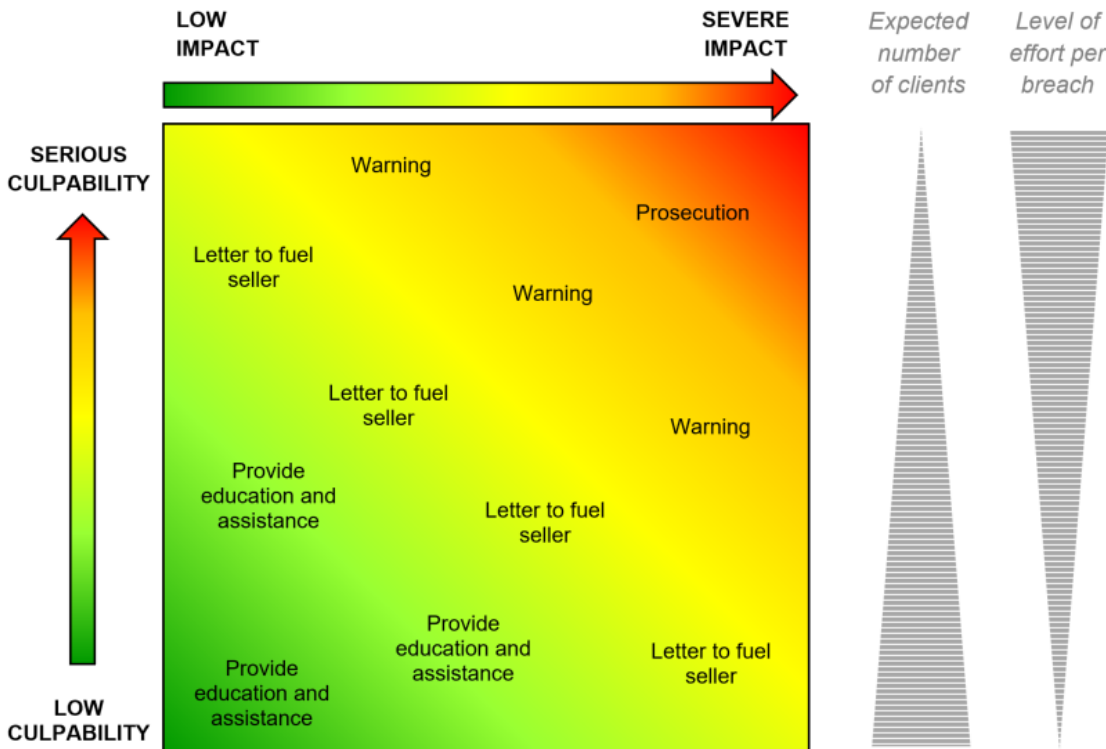 LOW
IMPACT
SEVERE
IMPACT
Expected
number
of clients
Level of
effort per
breach
SERIOUS
CULPABILITY
Warning
Prosecution
Letter to fuel
seller
Warning
Letter to fuel
seller
Warning
Provide
education and
assistance
Letter to fuel
seller
Provide
education and
assistance
Letter to fuel
seller
Provide
education and
assistance
LOW
CULPABILITY